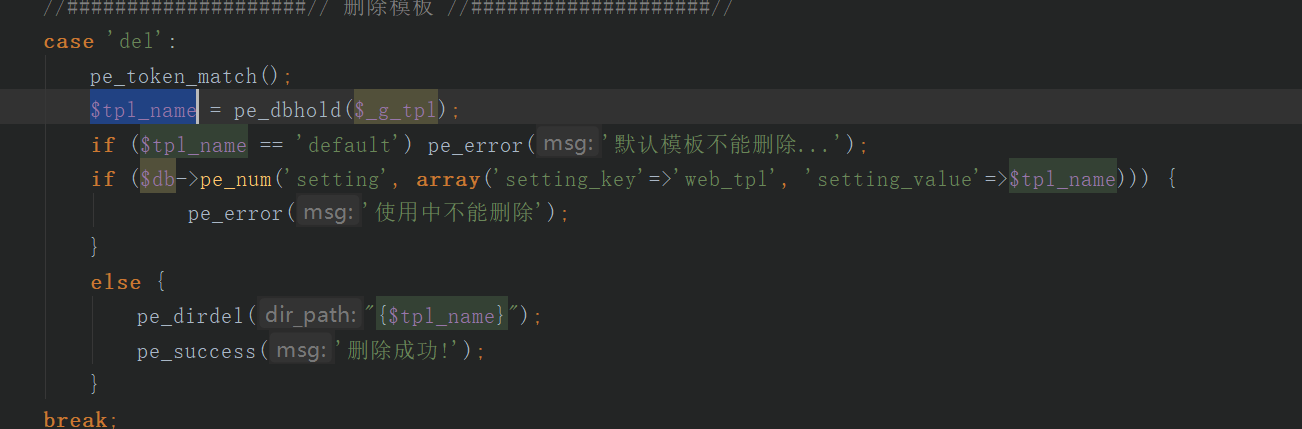 //####################// 删除模板 //####################//
case 'del':
pe_token_match();
$tpl_name = pe_dbhold($_g_tpl);
if ($tpl_name == 'default') pe_error( msg: '默认模板不能删除...');
if ($db->pe_num('setting', array('setting_key'=>'web_tpl', 'setting_value'=>$tpl_name))) {
pe_error( msg: '使用中不能删除');
}
else {
pe_dirdel( dir_path: "{$tpl_name}");
pe_success( msg: '删除成功!');
}
break;